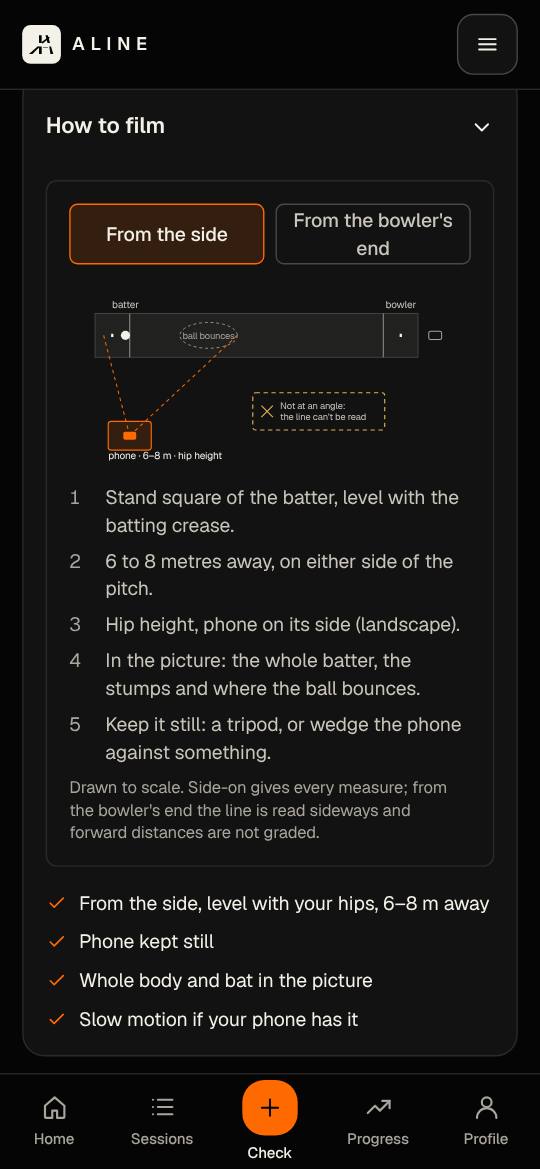 ALINE
How to film
From the side
From the bowler's
end
batter
bowler
ball bounces
Not at an angle:
the line can't be read
phone · 6–8 m · hip height
1 Stand square of the batter, level with the
batting crease.
2 6 to 8 metres away, on either side of the
pitch.
3 Hip height, phone on its side (landscape).
4 In the picture: the whole batter, the
stumps and where the ball bounces.
5 Keep it still: a tripod, or wedge the phone
against something.
Drawn to scale. Side-on gives every measure; from
the bowler's end the line is read sideways and
forward distances are not graded.
From the side, level with your hips, 6–8 m away
Phone kept still
Whole body and bat in the picture
Slow motion if your phone has it
Home
Sessions
Check
Progress
Profile